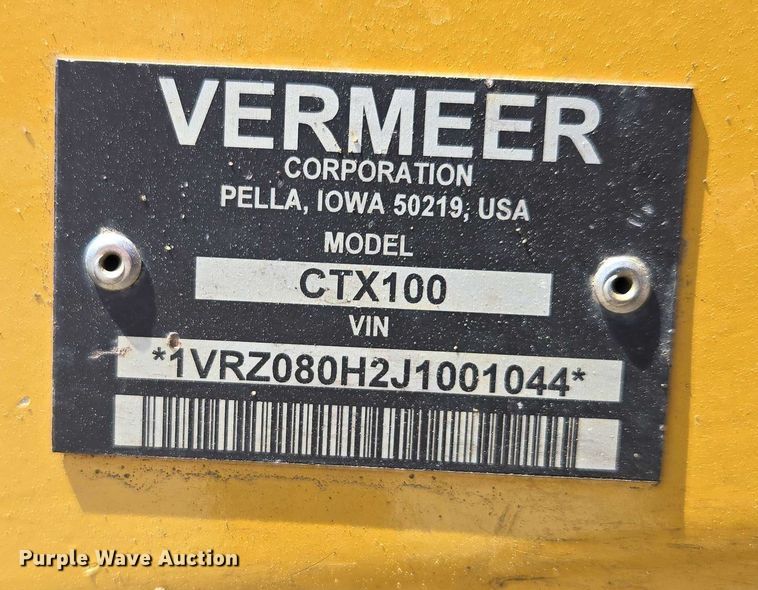 VERMEER
CORPORATION
PELLA, IOWA 50219, USA
MODEL
CTX100
VIN
*1VRZ080H2J1001044*
Purple Wave Auction